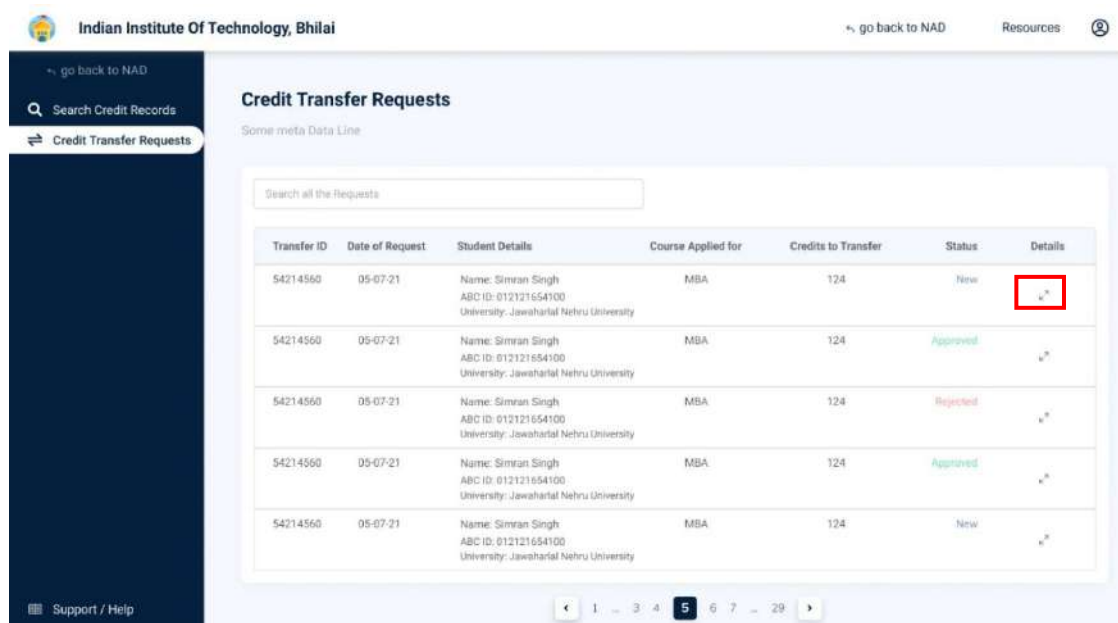 Indian Institute Of Technology, Bhilai
go back to NAD
Resources
go back to NAD
Search Credit Records
Credit Transfer Requests
Credit Transfer Requests
Some meta Data Line
Search all the Requests
Transfer ID Date of Request Student Details Course Applied for Credits to Transfer Status Details
54214560 05-07-21 Name: Simran Singh MBA 124 New
ABC ID: 012121654100
University: Jawaharlal Nehru University
54214560 05-07-21 Name: Simran Singh MBA 124 Approved
ABC ID: 012121654100
University: Jawaharlal Nehru University
54214560 05-07-21 Name: Simran Singh MBA 124 Rejected
ABC ID: 012121654100
University: Jawaharlal Nehru University
54214560 05-07-21 Name: Simran Singh MBA 124 Approved
ABC ID: 012121654100
University: Jawaharlal Nehru University
54214560 05-07-21 Name: Simran Singh MBA 124 New
ABC ID: 012121654100
University: Jawaharlal Nehru University
1 ... 3 4 5 6 7 ... 29
Support / Help